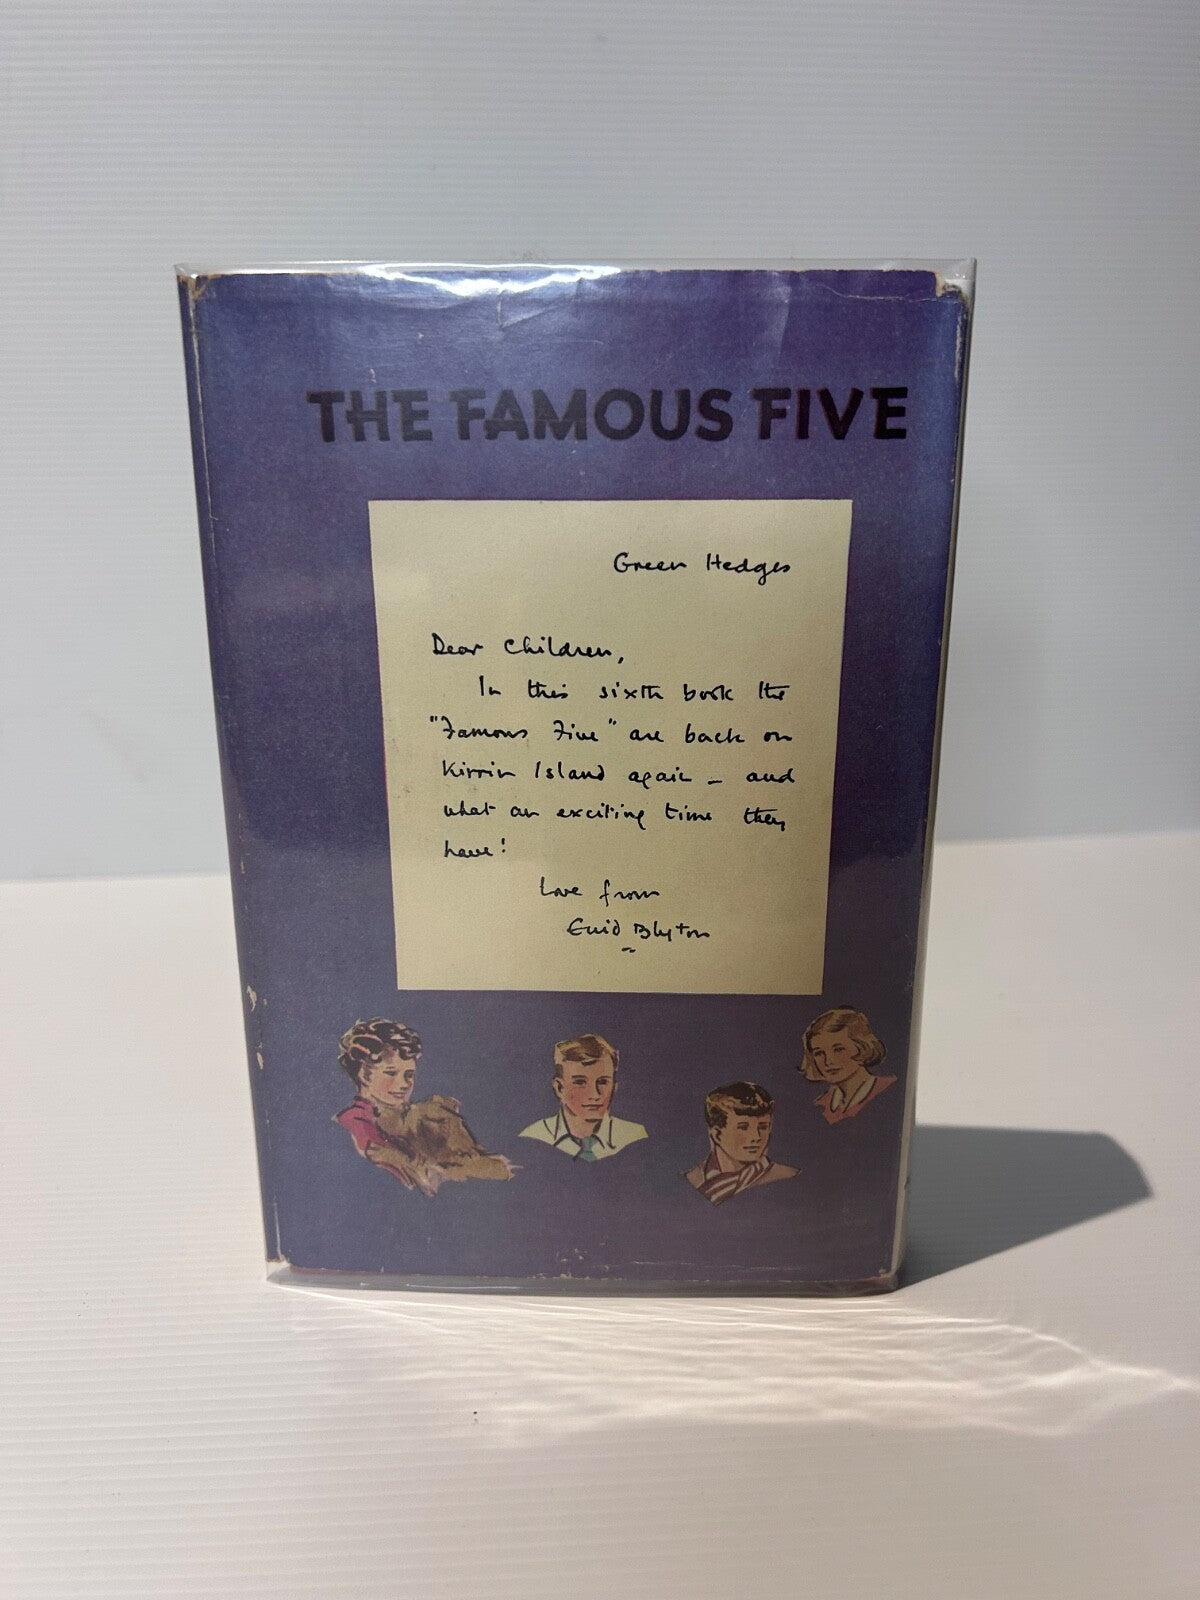 THE FAMOUS FIVE
Green Hedges
Dear Children,
In this sixth book the
"Famous Five" are back on
Kirrin Island again – and
what an exciting time they
have!
Love from
Enid Blyton